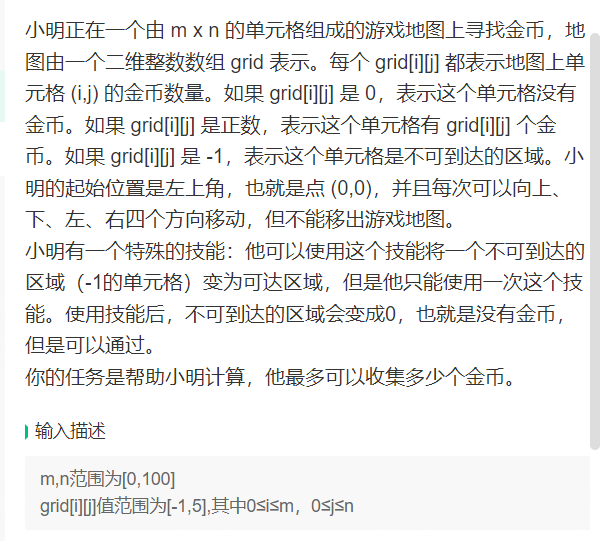 小明正在一个由 m x n 的单元格组成的游戏地图上寻找金币，地
图由一个二维整数数组 grid 表示。每个 grid[i][j] 都表示地图上单
元格 (i,j) 的金币数量。如果 grid[i][j] 是 0，表示这个单元格没有
金币。如果 grid[i][j] 是正数，表示这个单元格有 grid[i][j] 个金
币。如果 grid[i][j] 是 -1，表示这个单元格是不可到达的区域。小
明的起始位置是左上角，也就是点 (0,0)，并且每次可以向上、
下、左、右四个方向移动，但不能移出游戏地图。
小明有一个特殊的技能：他可以使用这个技能将一个不可到达的
区域（-1的单元格）变为可达区域，但是他只能使用一次这个技
能。使用技能后，不可到达的区域会变成0，也就是没有金币，
但是可以通过。
你的任务是帮助小明计算，他最多可以收集多少个金币。
输入描述
m,n范围为[0,100]
grid[i][j]值范围为[-1,5],其中0≤i≤m，0≤j≤n